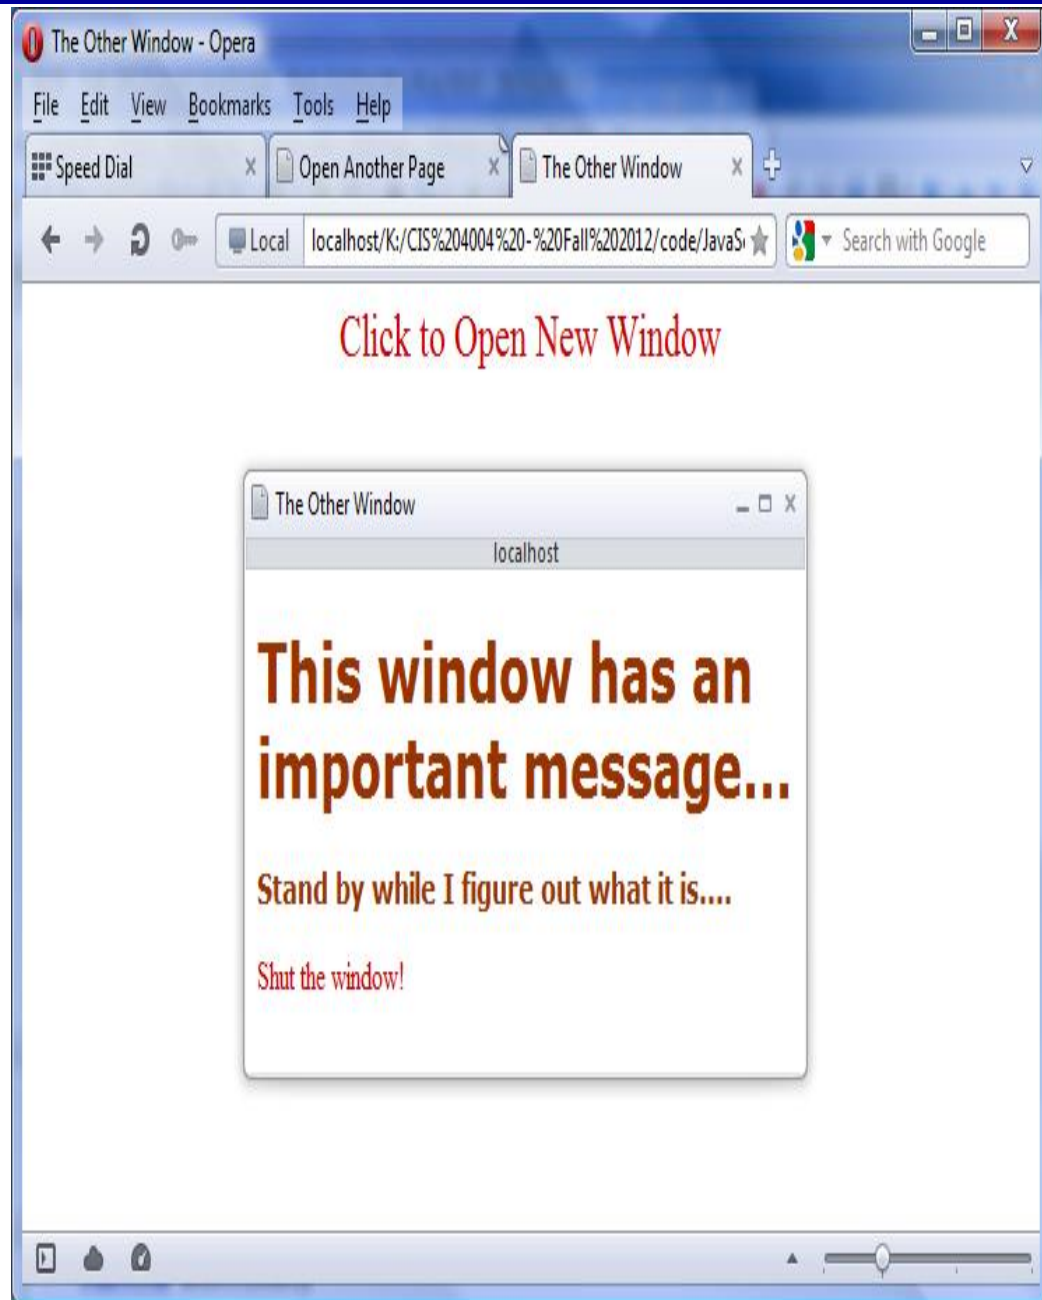 The Other Window - Opera
File Edit View Bookmarks Tools Help
Speed Dial
Open Another Page
The Other Window
Local localhost/K:/CIS%204004%20-%20Fall%202012/code/JavaS
Search with Google
Click to Open New Window
The Other Window
localhost
This window has an
important message...
Stand by while I figure out what it is....
Shut the window!